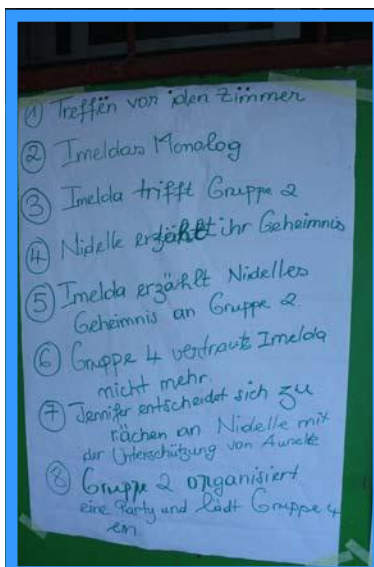 ① Treffen vor den Zimmer
② Imeldas Monolog
③ Imelda trifft Gruppe 2
④ Nidelle erzählt ihr Geheimnis
⑤ Imelda erzählt Nidelles
Geheimnis an Gruppe 2.
⑥ Gruppe 4 vertraut Imelda
nicht mehr.
⑦ Jennifer entscheidet sich zu
rächen an Nidelle mit
der Unterschützung von
⑧ Gruppe 2 organisiert
eine Party und lädt Gruppe 4
ein